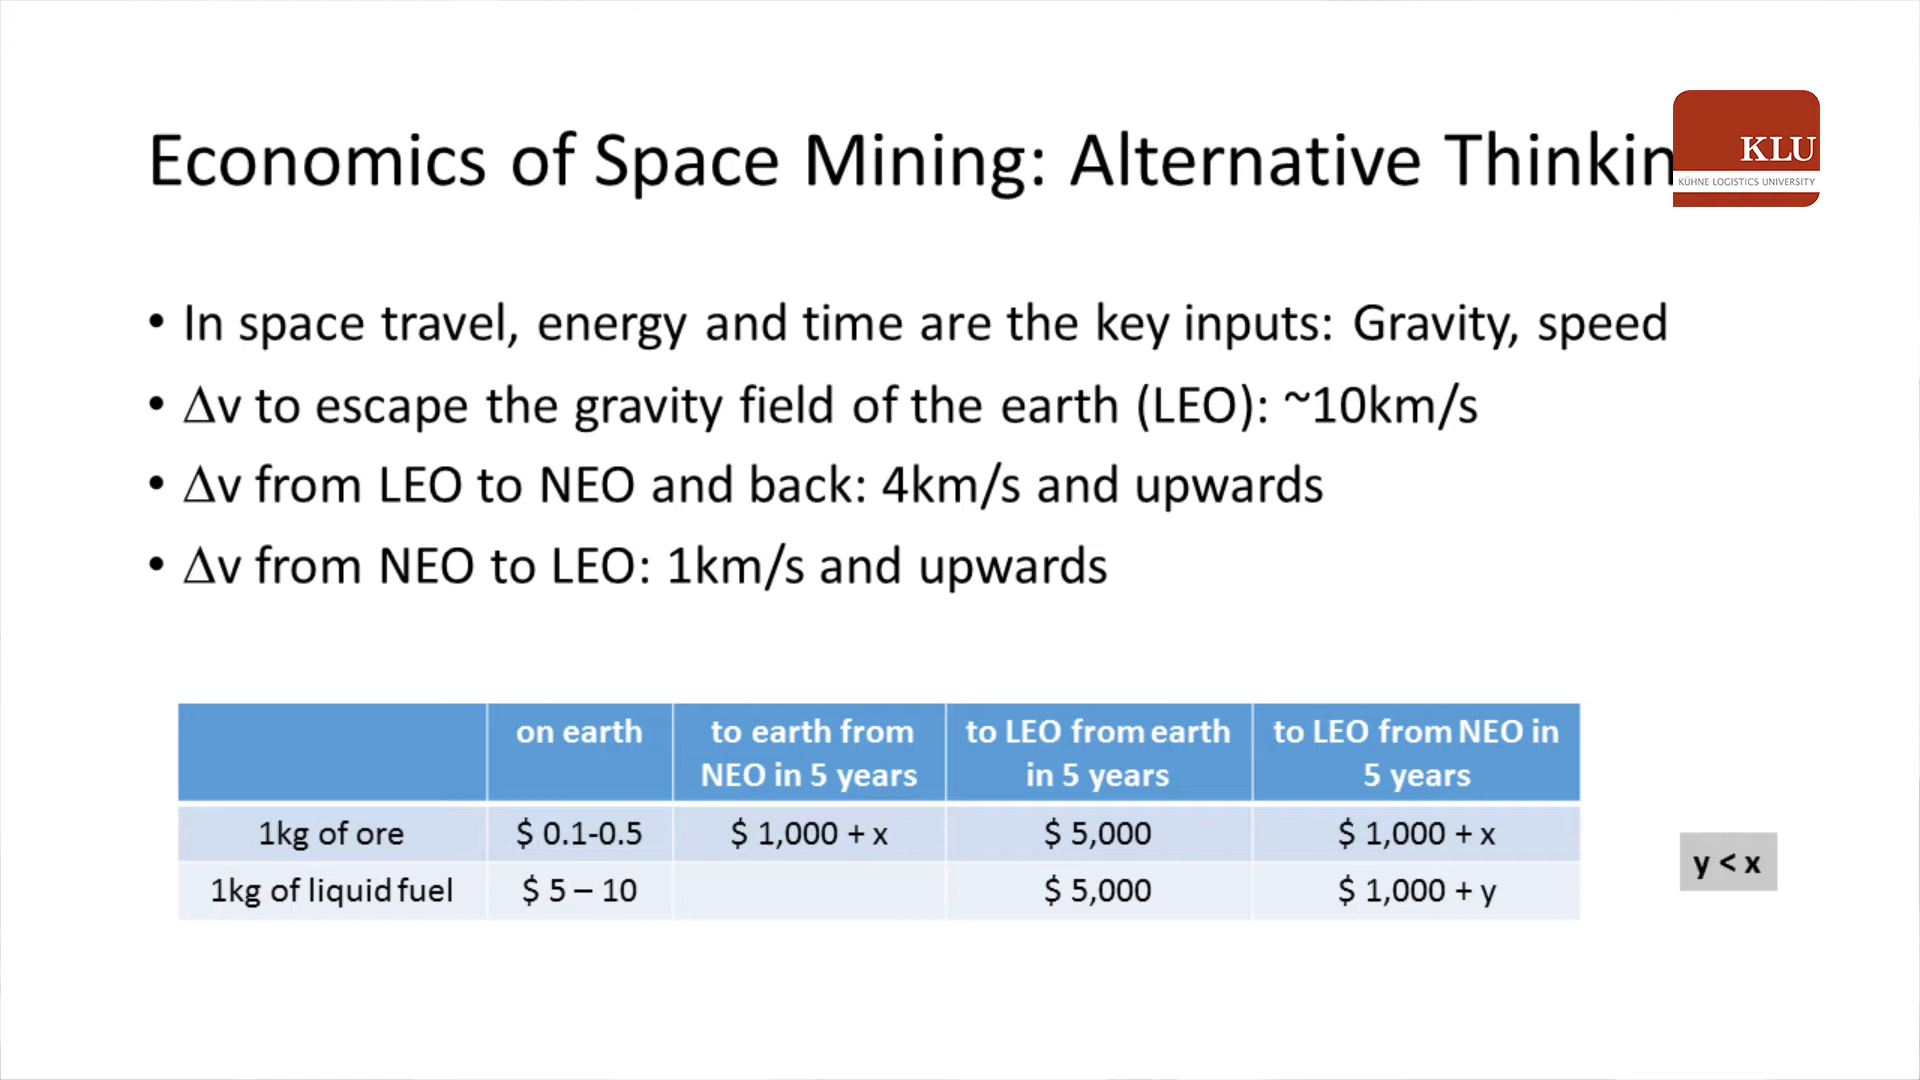 Economics of Space Mining: Alternative Thinkin
KLU
KÜHNE LOGISTICS UNIVERSITY
• In space travel, energy and time are the key inputs: Gravity, speed
• Δv to escape the gravity field of the earth (LEO): ~10km/s
• Δv from LEO to NEO and back: 4km/s and upwards
• Δv from NEO to LEO: 1km/s and upwards
on earth to earth from to LEO from earth to LEO from NEO in
NEO in 5 years in 5 years 5 years
1kg of ore $ 0.1-0.5 $ 1,000 + x $ 5,000 $ 1,000 + x
1kg of liquid fuel $ 5 – 10 $ 5,000 $ 1,000 + y
y < x